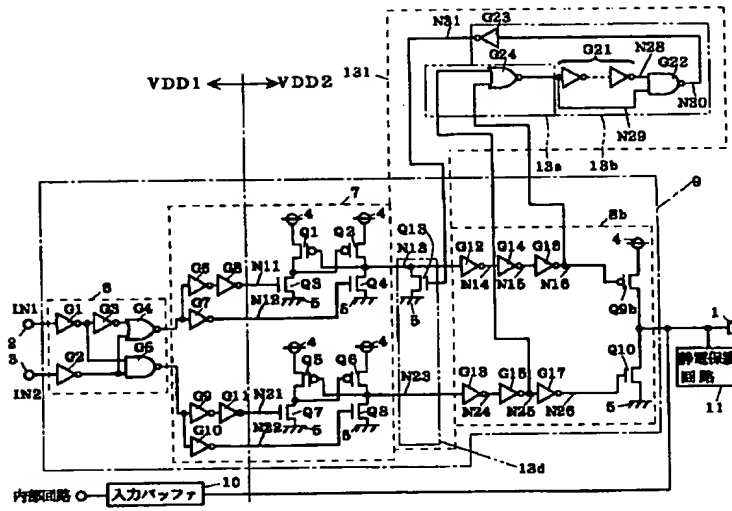 N31 G23
131
G24 G21 N28 G22
VDD1 VDD2
N30
N29
13a 13b
9
7 8b
4 4 4
Q1 Q2 Q13
N13
G12 G14 G16
6
G6 G8 N11 Q3 Q4
N14 N15 N16
Q9b
IN1 G1 G3 G4
G7 N12 5 5 5
2
G5
1
3 G2
4 4
Q10
IN2
Q5 Q6
N23 G13 G15 G17
静電保護
回路
G9 G11 N21 Q7 Q8
N24 N25 N26
5
11
G10 N22 5 5
13d
内部回路 入力バッファ 10